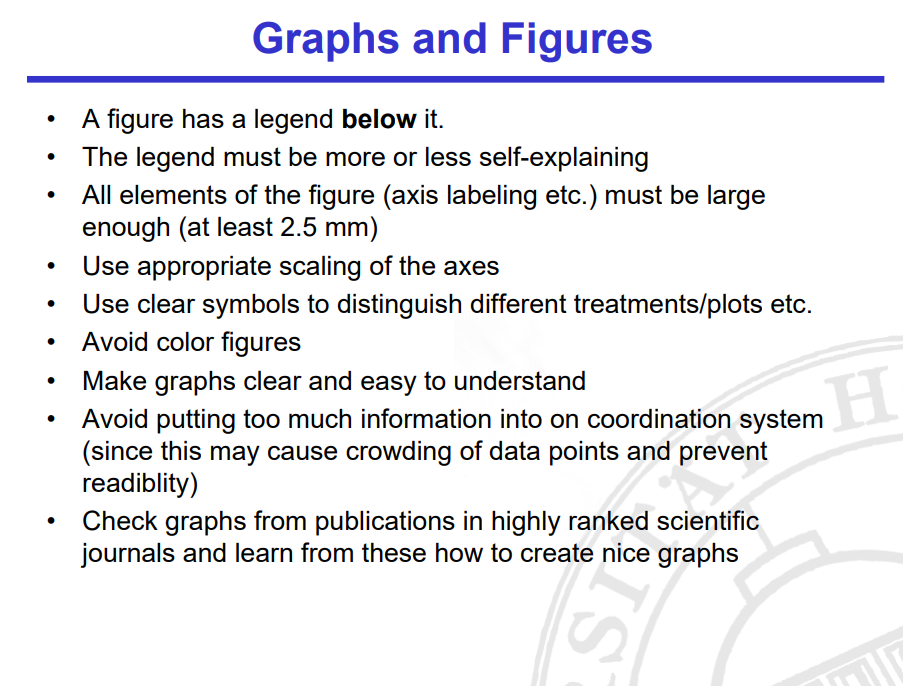 Graphs and Figures
• A figure has a legend below it.
• The legend must be more or less self-explaining
• All elements of the figure (axis labeling etc.) must be large
enough (at least 2.5 mm)
• Use appropriate scaling of the axes
• Use clear symbols to distinguish different treatments/plots etc.
• Avoid color figures
• Make graphs clear and easy to understand
• Avoid putting too much information into on coordination system
(since this may cause crowding of data points and prevent
readiblity)
• Check graphs from publications in highly ranked scientific
journals and learn from these how to create nice graphs